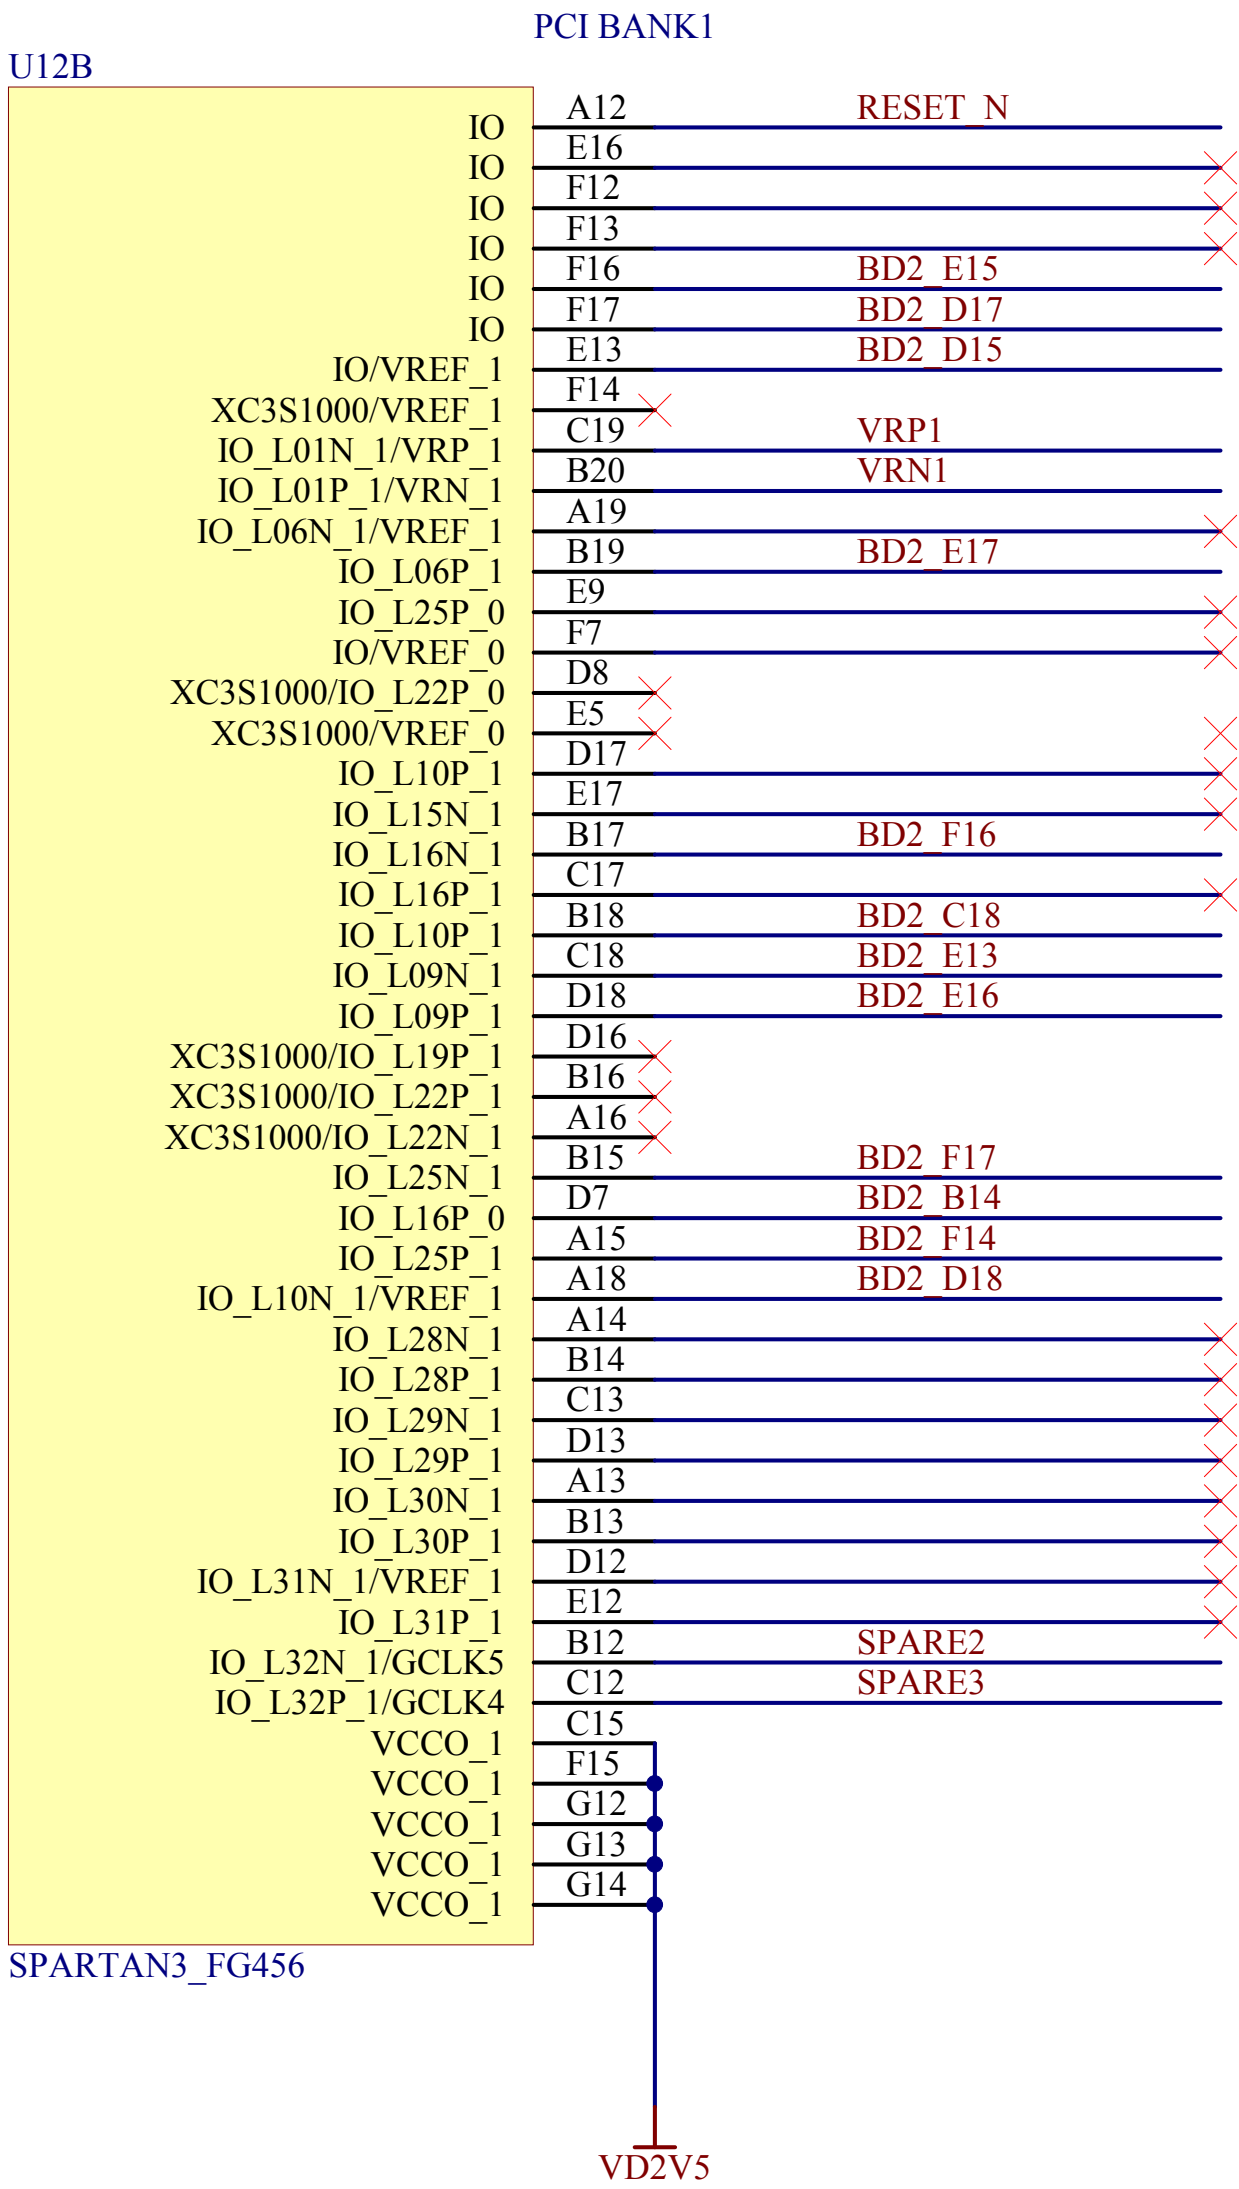 PCI BANK1
U12B
IO A12 RESET_N
IO E16
IO F12
IO F13
IO F16 BD2_E15
IO F17 BD2_D17
IO/VREF_1 E13 BD2_D15
XC3S1000/VREF_1 F14
IO_L01N_1/VRP_1 C19 VRP1
IO_L01P_1/VRN_1 B20 VRN1
IO_L06N_1/VREF_1 A19
IO_L06P_1 B19 BD2_E17
IO_L25P_0 E9
IO/VREF_0 F7
XC3S1000/IO_L22P_0 D8
XC3S1000/VREF_0 E5
IO_L10P_1 D17
IO_L15N_1 E17
IO_L16N_1 B17 BD2_F16
IO_L16P_1 C17
IO_L10P_1 B18 BD2_C18
IO_L09N_1 C18 BD2_E13
IO_L09P_1 D18 BD2_E16
XC3S1000/IO_L19P_1 D16
XC3S1000/IO_L22P_1 B16
XC3S1000/IO_L22N_1 A16
IO_L25N_1 B15 BD2_F17
IO_L16P_0 D7 BD2_B14
IO_L25P_1 A15 BD2_F14
IO_L10N_1/VREF_1 A18 BD2_D18
IO_L28N_1 A14
IO_L28P_1 B14
IO_L29N_1 C13
IO_L29P_1 D13
IO_L30N_1 A13
IO_L30P_1 B13
IO_L31N_1/VREF_1 D12
IO_L31P_1 E12
IO_L32N_1/GCLK5 B12 SPARE2
IO_L32P_1/GCLK4 C12 SPARE3
VCCO_1 C15
VCCO_1 F15
VCCO_1 G12
VCCO_1 G13
VCCO_1 G14
SPARTAN3_FG456
VD2V5